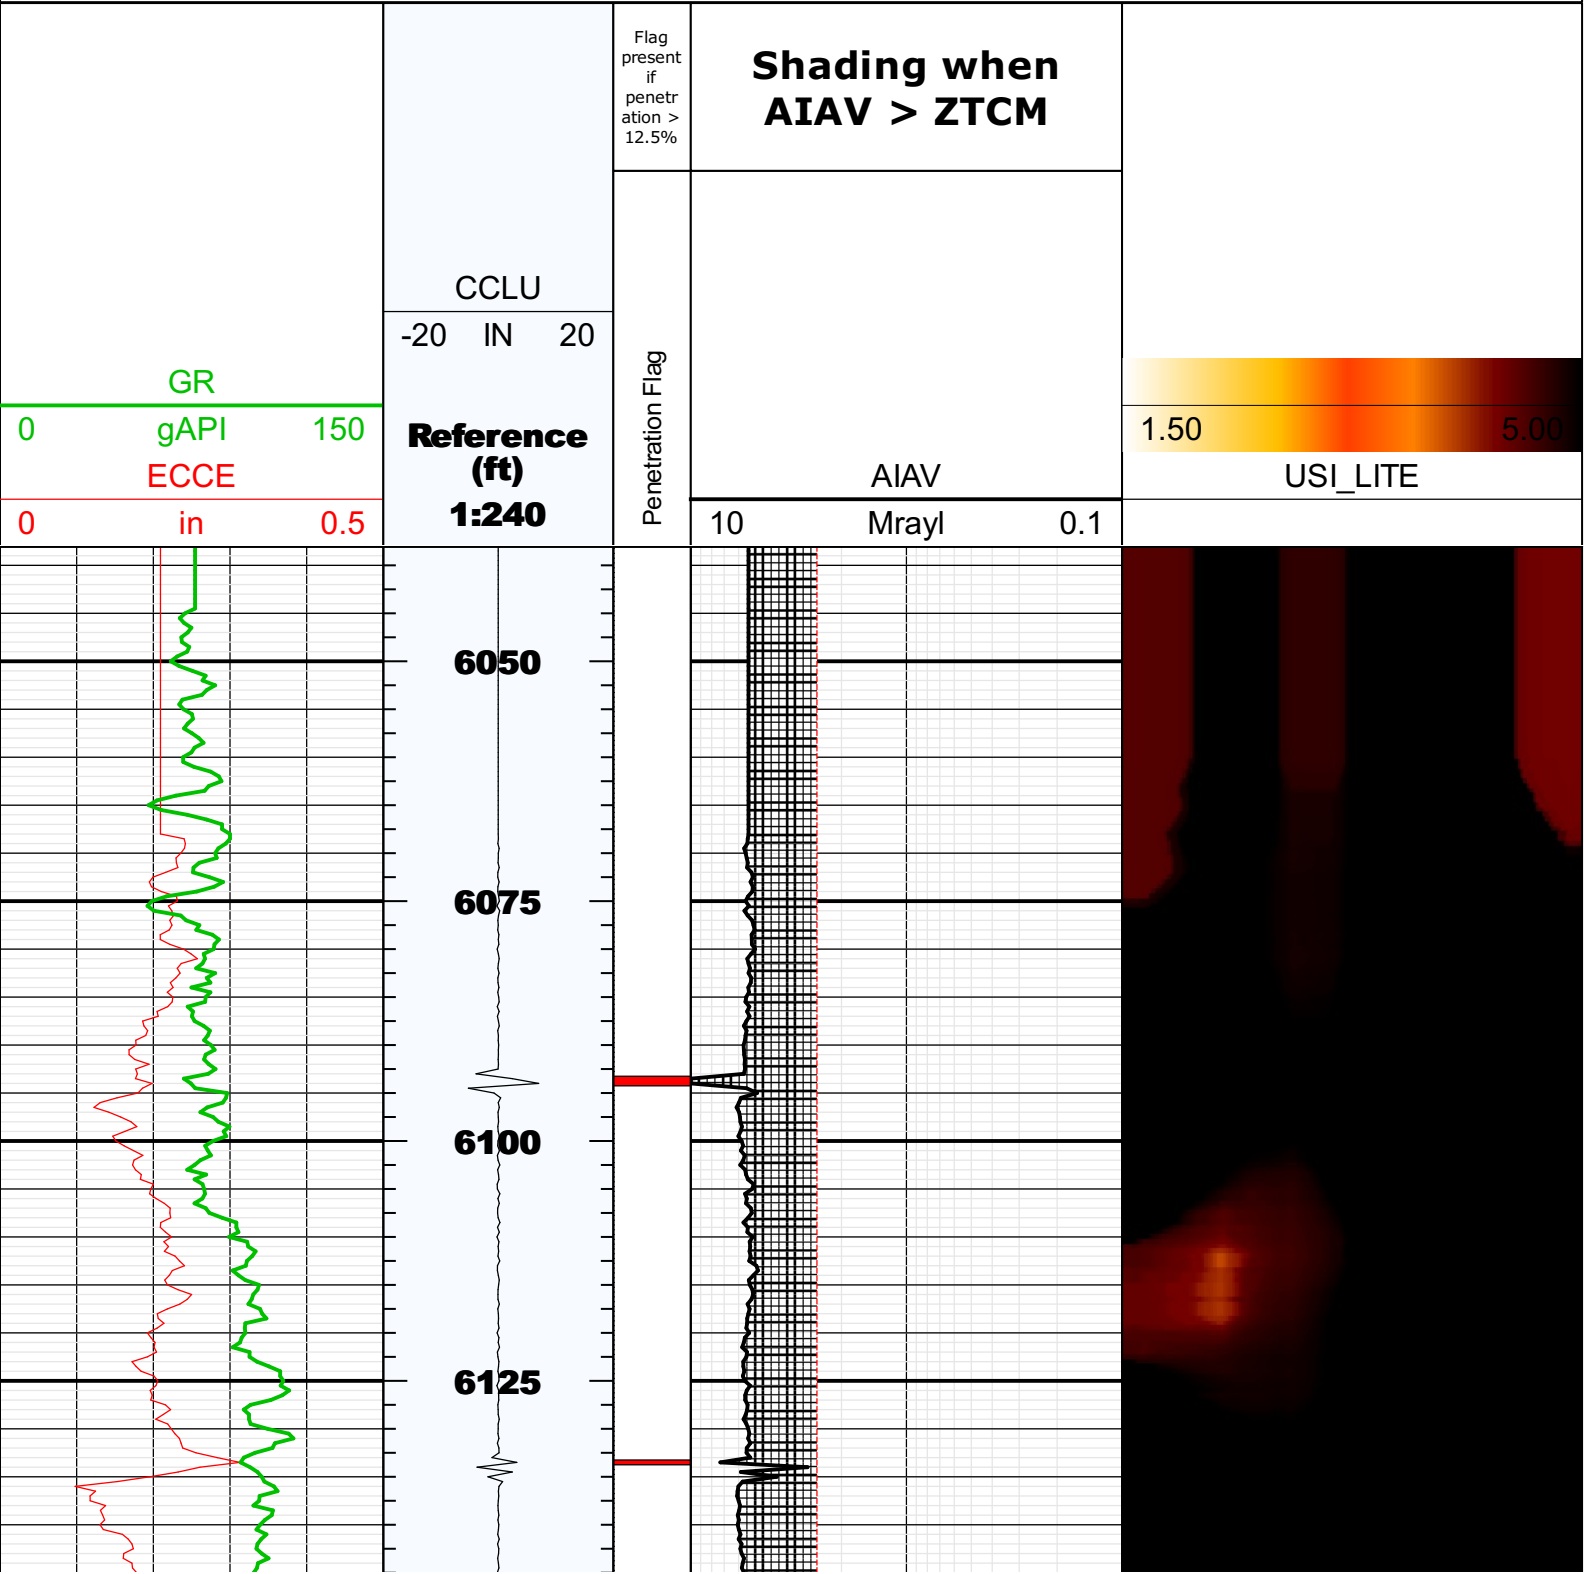 Flag
present
if
penetr
ation >
12.5%
Shading when
AIAV > ZTCM
CCLU
-20 IN 20
GR
0 gAPI 150
ECCE
0 in 0.5
Reference
(ft)
1:240
Penetration Flag
AIAV
10 Mrayl 0.1
1.50 5.00
USI_LITE
6050
6075
6100
6125